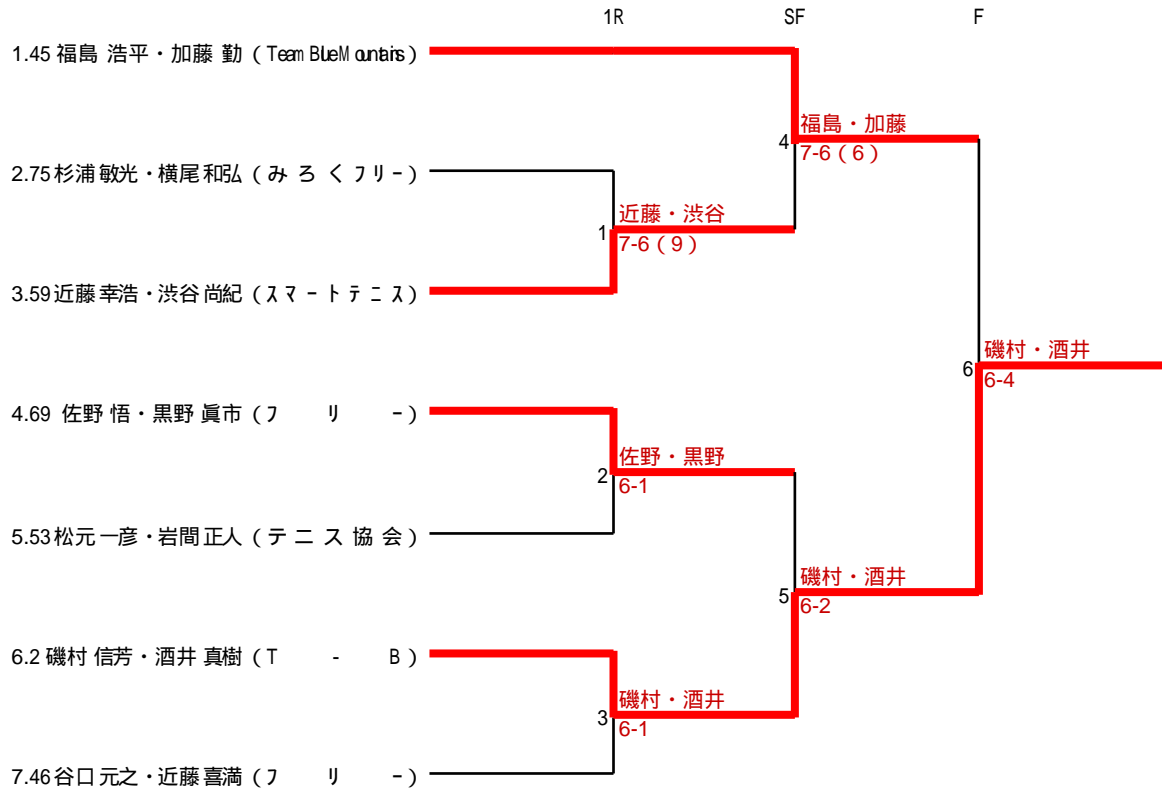 1R SF F
1.45 福島 浩平・加藤 勤 ( Team BlueMountains )
福島・加藤
4
7-6 ( 6 )
2.75 杉浦 敏光・横尾 和弘 ( み ろ く フリー )
近藤・渋谷
1
7-6 ( 9 )
3.59 近藤 幸浩・渋谷 尚紀 ( ス マ ー ト テ ニ ス )
磯村・酒井
6
6-4
4.69 佐野 悟・黒野 眞市 ( フ リ ー )
佐野・黒野
2
6-1
5.53 松元 一彦・岩間 正人 ( テ ニ ス 協 会 )
磯村・酒井
5
6-2
6.2 磯村 信芳・酒井 真樹 ( T - B )
磯村・酒井
3
6-1
7.46 谷口 元之・近藤 喜満 ( フ リ ー )